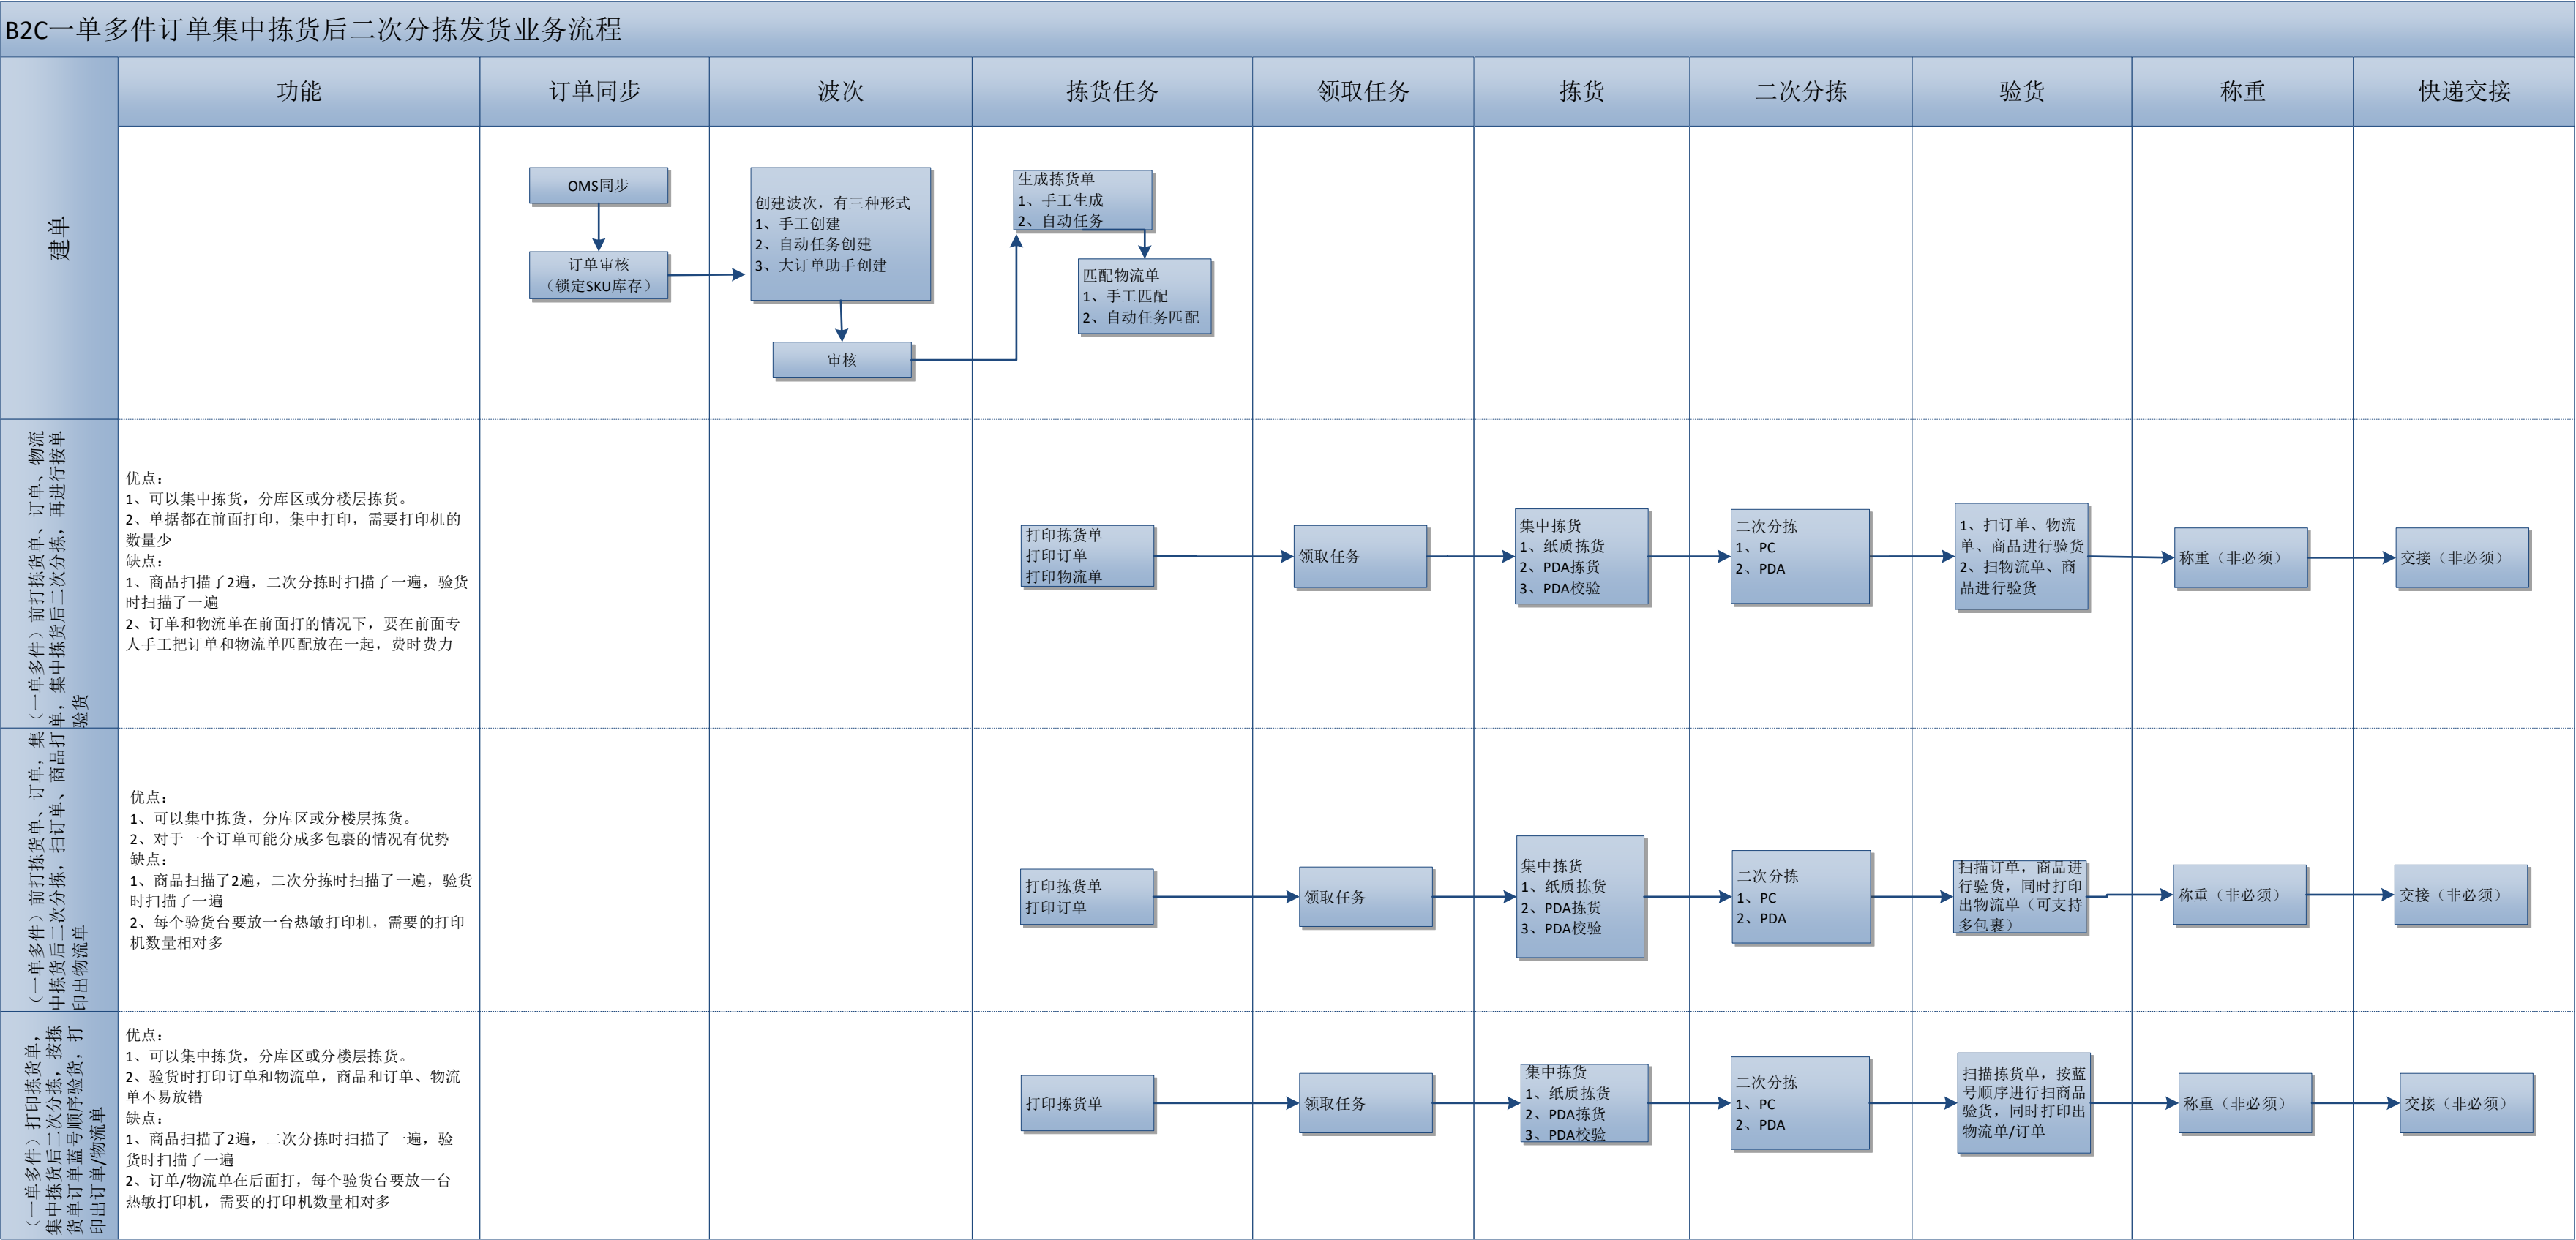 B2C一单多件订单集中拣货后二次分拣发货业务流程
功能
订单同步
波次
拣货任务
领取任务
拣货
二次分拣
验货
称重
快递交接
建单
OMS同步
订单审核
（锁定SKU库存）
创建波次，有三种形式
1、手工创建
2、自动任务创建
3、大订单助手创建
审核
生成拣货单
1、手工生成
2、自动任务
匹配物流单
1、手工匹配
2、自动任务匹配
（一单多件）前打拣货单、订单、物流
单，集中拣货后二次分拣，再进行按单
验货
优点：
1、可以集中拣货，分库区或分楼层拣货。
2、单据都在前面打印，集中打印，需要打印机的
数量少
缺点：
1、商品扫描了2遍，二次分拣时扫描了一遍，验货
时扫描了一遍
2、订单和物流单在前面打的情况下，要在前面专
人手工把订单和物流单匹配放在一起，费时费力
打印拣货单
打印订单
打印物流单
领取任务
集中拣货
1、纸质拣货
2、PDA拣货
3、PDA校验
二次分拣
1、PC
2、PDA
1、扫订单、物流
单、商品进行验货
2、扫物流单、商
品进行验货
称重（非必须）
交接（非必须）
（一单多件）前打拣货单、订单，集
中拣货后二次分拣，扫订单、商品打
印出物流单
优点：
1、可以集中拣货，分库区或分楼层拣货。
2、对于一个订单可能分成多包裹的情况有优势
缺点：
1、商品扫描了2遍，二次分拣时扫描了一遍，验货
时扫描了一遍
2、每个验货台要放一台热敏打印机，需要的打印
机数量相对多
打印拣货单
打印订单
领取任务
集中拣货
1、纸质拣货
2、PDA拣货
3、PDA校验
二次分拣
1、PC
2、PDA
扫描订单，商品进
行验货，同时打印
出物流单（可支持
多包裹）
称重（非必须）
交接（非必须）
（一单多件）打印拣货单，
集中拣货后二次分拣，按拣
货单订单蓝号顺序验货，打
印出订单/物流单
优点：
1、可以集中拣货，分库区或分楼层拣货。
2、验货时打印订单和物流单，商品和订单、物流
单不易放错
缺点：
1、商品扫描了2遍，二次分拣时扫描了一遍，验
货时扫描了一遍
2、订单/物流单在后面打，每个验货台要放一台
热敏打印机，需要的打印机数量相对多
打印拣货单
领取任务
集中拣货
1、纸质拣货
2、PDA拣货
3、PDA校验
二次分拣
1、PC
2、PDA
扫描拣货单，按蓝
号顺序进行扫商品
验货，同时打印出
物流单/订单
称重（非必须）
交接（非必须）